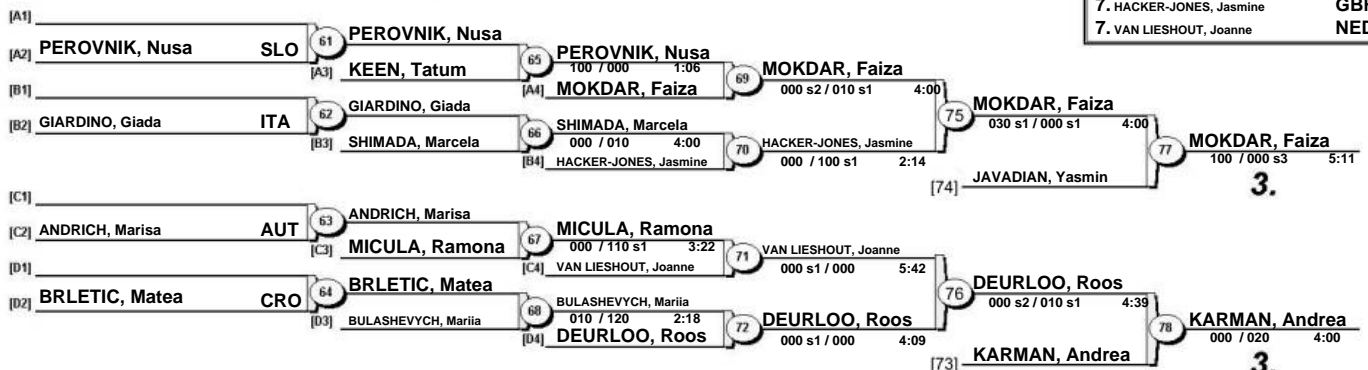 7. HACKER-JONES, Jasmine
7. VAN LIESHOUT, Joanne NED
[A1]
[A2] PEROVNIK, Nusa SLO
61
PEROVNIK, Nusa
[A3] KEEN, Tatum
65
PEROVNIK, Nusa
100 / 000 1:06
[A4] MOKDAR, Faiza
69
MOKDAR, Faiza
000 s2 / 010 s1 4:00
[B1]
[B2] GIARDINO, Giada ITA
62
GIARDINO, Giada
[B3] SHIMADA, Marcela
66
SHIMADA, Marcela
000 / 010 4:00
[B4] HACKER-JONES, Jasmine
70
HACKER-JONES, Jasmine
000 / 100 s1 2:14
75
MOKDAR, Faiza
030 s1 / 000 s1 4:00
[74] JAVADIAN, Yasmin
77
MOKDAR, Faiza
100 / 000 s3 5:11
3.
[C1]
[C2] ANDRICH, Marisa AUT
63
ANDRICH, Marisa
[C3] MICULA, Ramona
67
MICULA, Ramona
000 / 110 s1 3:22
[C4] VAN LIESHOUT, Joanne
71
VAN LIESHOUT, Joanne
000 s1 / 000 5:42
[D1]
[D2] BRLETIC, Matea CRO
64
BRLETIC, Matea
[D3] BULASHEVYCH, Mariia
68
BULASHEVYCH, Mariia
010 / 120 2:18
[D4] DEURLOO, Roos
72
DEURLOO, Roos
000 s1 / 000 4:09
76
DEURLOO, Roos
000 s2 / 010 s1 4:39
[73] KARMAN, Andrea
78
KARMAN, Andrea
000 / 020 4:00
3.